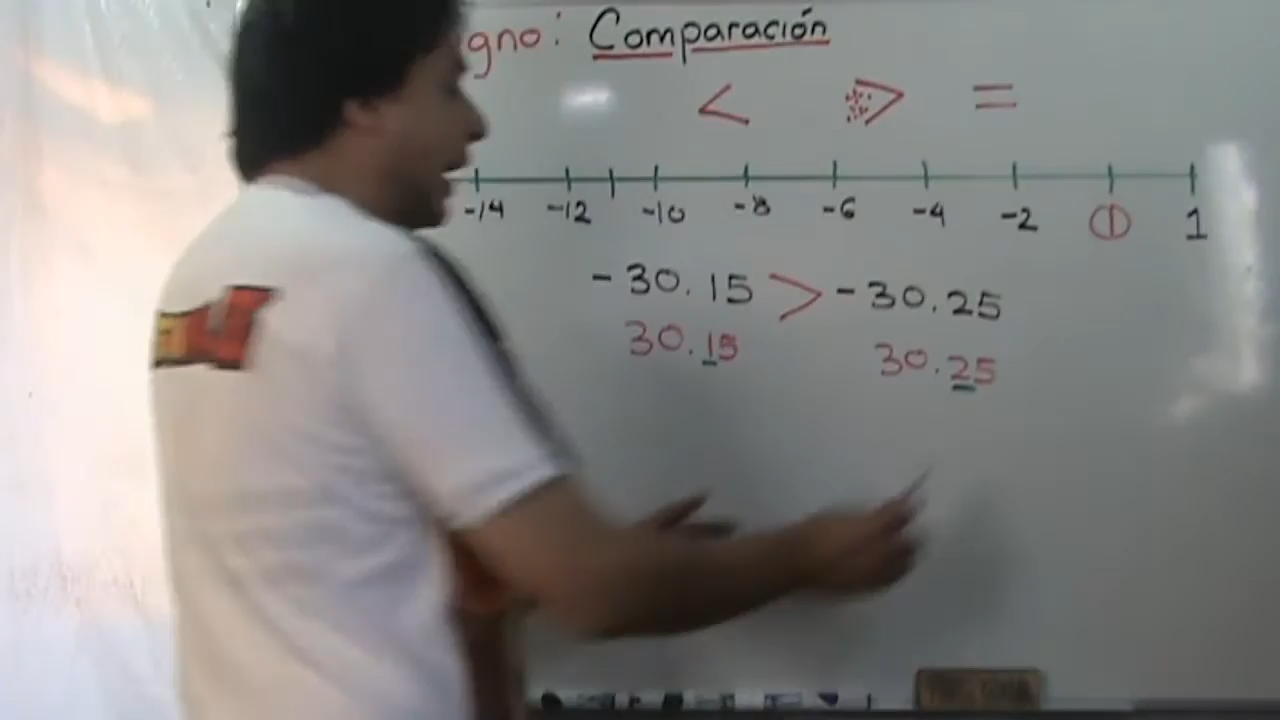 gno: Comparación
< > =
-14 -12 -10 -8 -6 -4 -2 0 1
-30.15 > -30.25
30.15 30.25